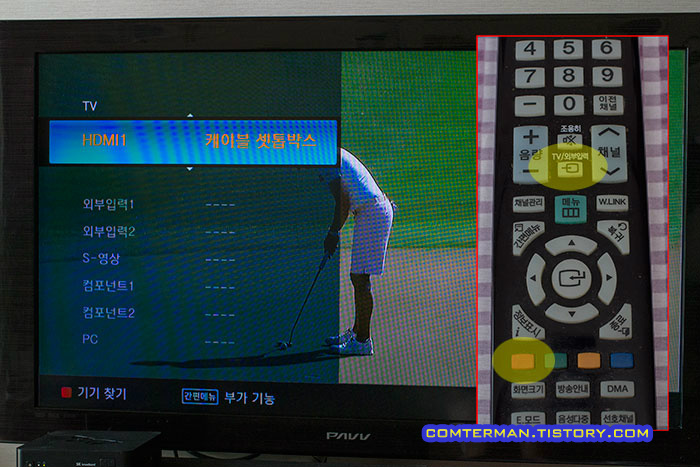 TV
HDMI1 케이블 셋톱박스
외부입력1 ----
외부입력2 ----
S-영상 ----
컴포넌트1 ----
컴포넌트2 ----
PC ----
기기 찾기 간편메뉴 부가 기능
PAVV
4 5 6
7 8 9
- 0 이전채널
조용히
+ 음량 - 채널
TV/외부입력
채널관리 메뉴 W.LINK
간편메뉴 복귀
정보표시
i
화면크기 방송안내 DMA
E.모드 음성다중 선호채널
COMTERMAN.TISTORY.COM